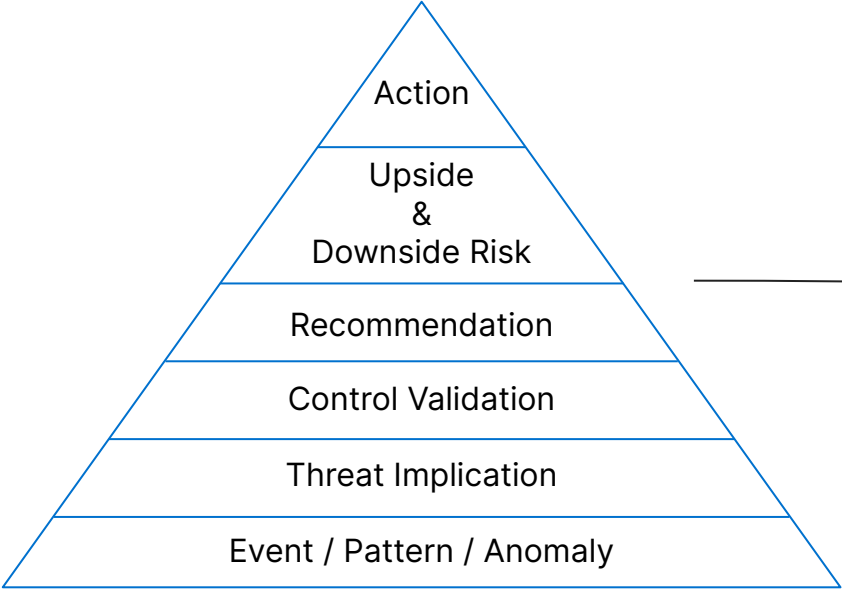 Action
Upside
&
Downside Risk
Recommendation
Control Validation
Threat Implication
Event / Pattern / Anomaly